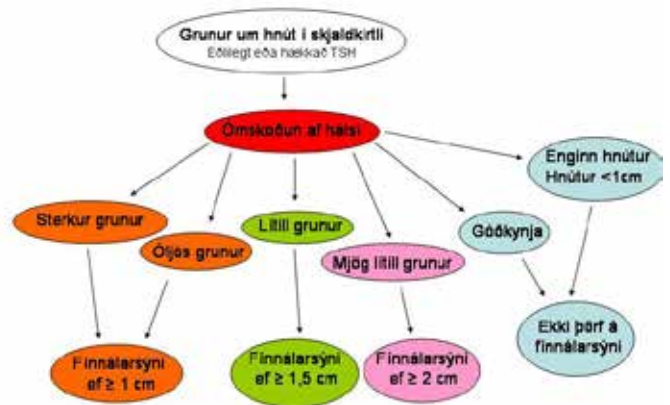 Grunur um hnút í skjaldkirtli
Eðlilegt eða hækkað TSH
Ómskoðun af hálsi
Enginn hnútur
Hnútur <1cm
Sterkur grunur
Óljós grunur
Lítill grunur
Mjög lítill grunur
Góðkynja
Fínnálarsýni
ef ≥ 1 cm
Fínnálarsýni
ef ≥ 1,5 cm
Fínnálarsýni
ef ≥ 2 cm
Ekki þörf á
fínnálarsýni